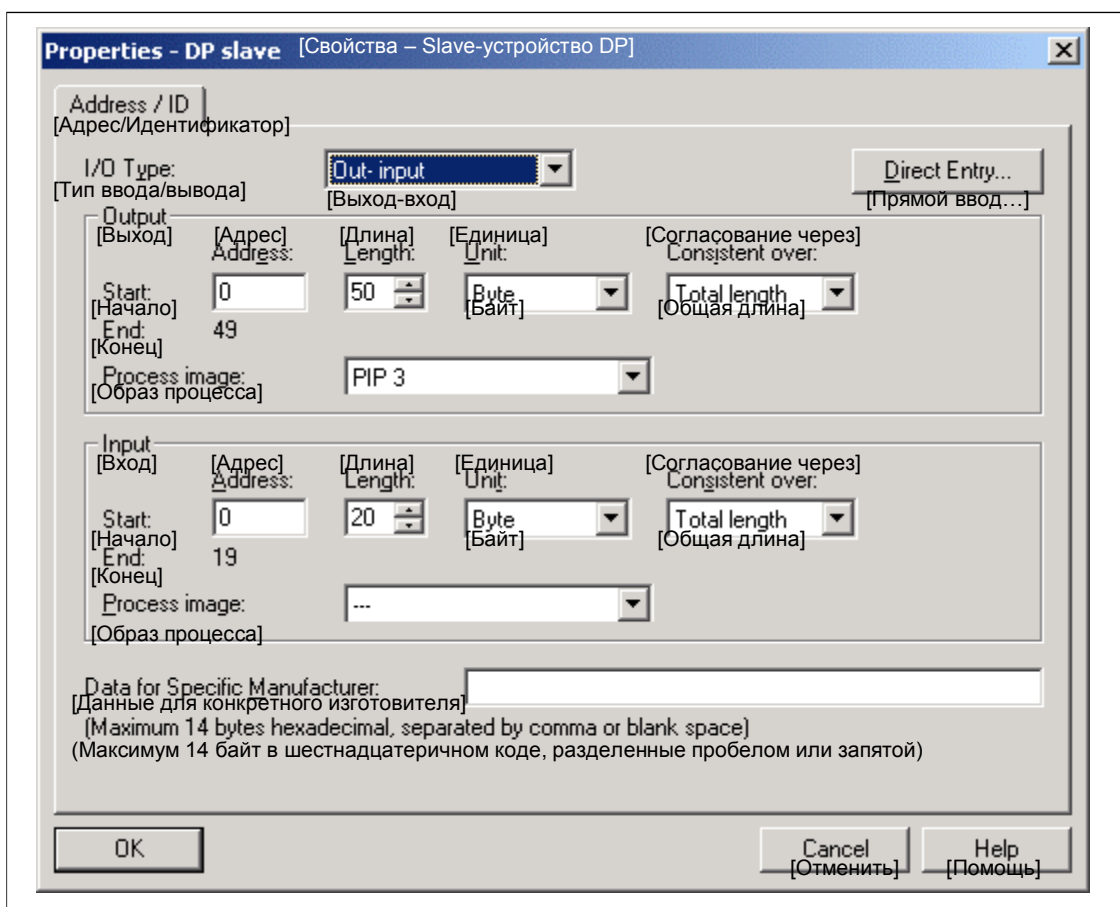 Properties - DP slave [Свойства – Slave-устройство DP]
Address / ID
[Адрес/Идентификатор]
I/O Type: Out- input Direct Entry...
[Тип ввода/вывода] [Выход-вход] [Прямой ввод…]
Output
[Выход] [Адрес] [Длина] [Единица] [Согласование через]
Address: Length: Unit: Consistent over:
Start: 0 50 Byte Total length
[Начало] [Байт] [Общая длина]
End: 49
[Конец]
Process image: PIP 3
[Образ процесса]
Input
[Вход] [Адрес] [Длина] [Единица] [Согласование через]
Address: Length: Unit: Consistent over:
Start: 0 20 Byte Total length
[Начало] [Байт] [Общая длина]
End: 19
[Конец]
Process image: ---
[Образ процесса]
Data for Specific Manufacturer:
[Данные для конкретного изготовителя]
(Maximum 14 bytes hexadecimal, separated by comma or blank space)
(Максимум 14 байт в шестнадцатеричном коде, разделенные пробелом или запятой)
OK Cancel Help
[Отменить] [Помощь]